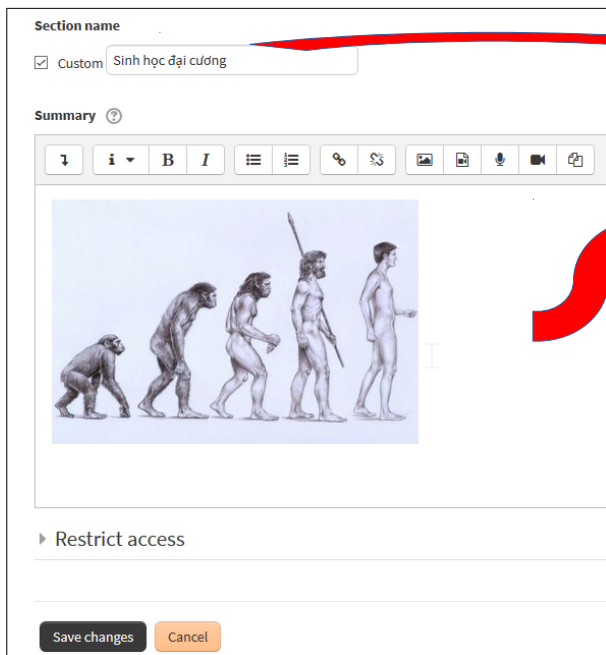 Section name
Custom Sinh học đại cương
Summary
i B I
Restrict access
Save changes Cancel